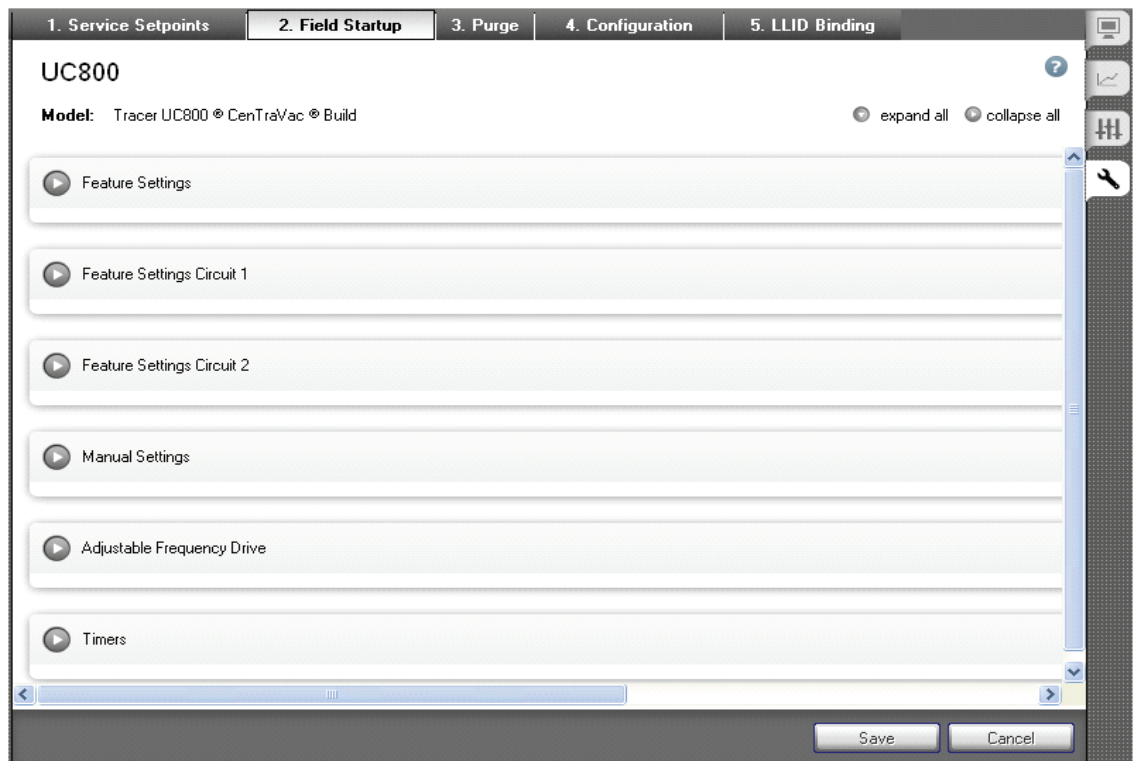 1. Service Setpoints 2. Field Startup 3. Purge 4. Configuration 5. LLID Binding
UC800
Model: Tracer UC800 ® CenTraVac ® Build
expand all collapse all
Feature Settings
Feature Settings Circuit 1
Feature Settings Circuit 2
Manual Settings
Adjustable Frequency Drive
Timers
Save Cancel